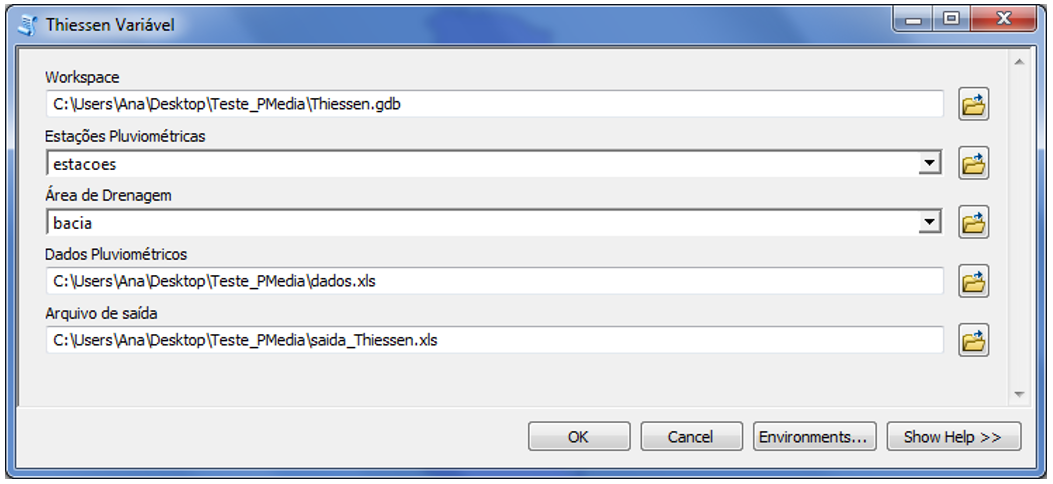 Thiessen Variável
Workspace
C:\Users\Ana\Desktop\Teste_PMedia\Thiessen.gdb
Estações Pluviométricas
estacoes
Área de Drenagem
bacia
Dados Pluviométricos
C:\Users\Ana\Desktop\Teste_PMedia\dados.xls
Arquivo de saída
C:\Users\Ana\Desktop\Teste_PMedia\saida_Thiessen.xls
OK Cancel Environments... Show Help >>